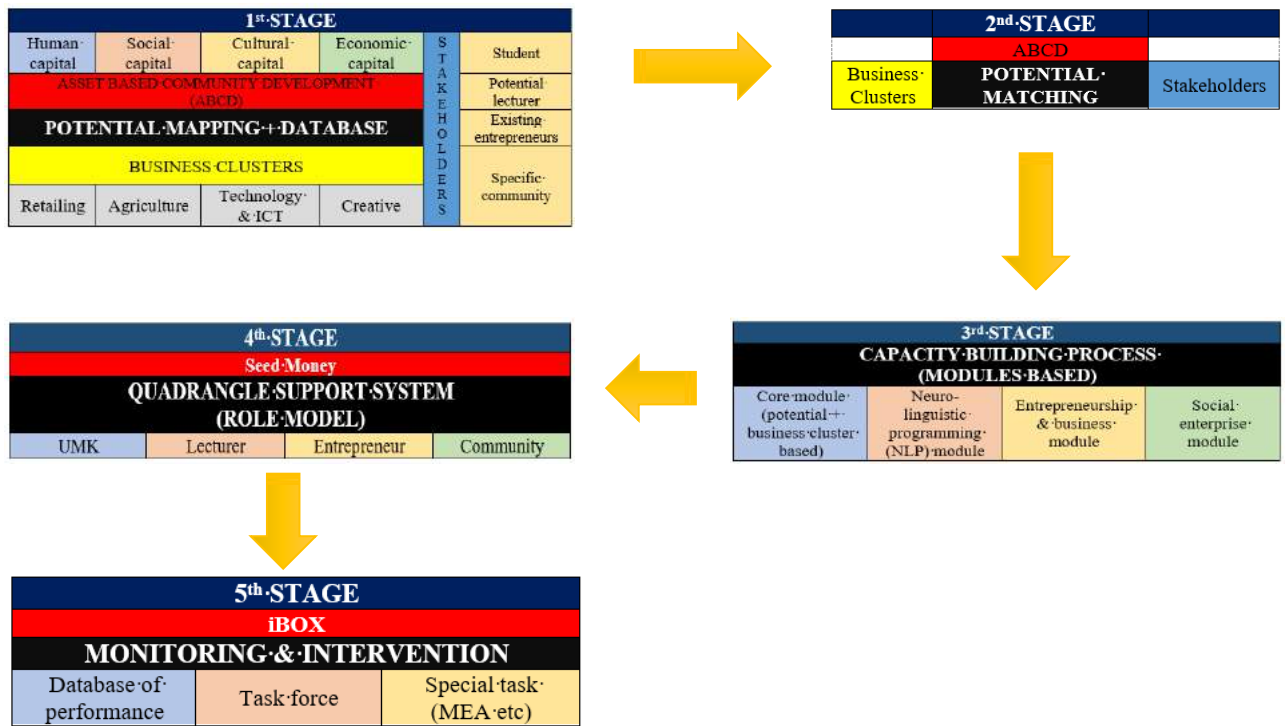 1st STAGE
Human capital
Social capital
Cultural capital
Economic capital
ASSET BASED COMMUNITY DEVELOPMENT
(ABCD)
POTENTIAL MAPPING + DATABASE
BUSINESS CLUSTERS
Retailing
Agriculture
Technology
& ICT
Creative
STAKEHOLDERS
Student
Potential
lecturer
Existing
entrepreneurs
Specific
community
2nd STAGE
ABCD
Business
Clusters
POTENTIAL
MATCHING
Stakeholders
3rd STAGE
CAPACITY BUILDING PROCESS
(MODULES BASED)
Core module
(potential +
business cluster
based)
Neuro-
linguistic
programming
(NLP) module
Entrepreneurship
& business
module
Social
enterprise
module
4th STAGE
Seed Money
QUADRANGLE SUPPORT SYSTEM
(ROLE MODEL)
UMK
Lecturer
Entrepreneur
Community
5th STAGE
iBOX
MONITORING & INTERVENTION
Database of
performance
Task force
Special task
(MEA etc)